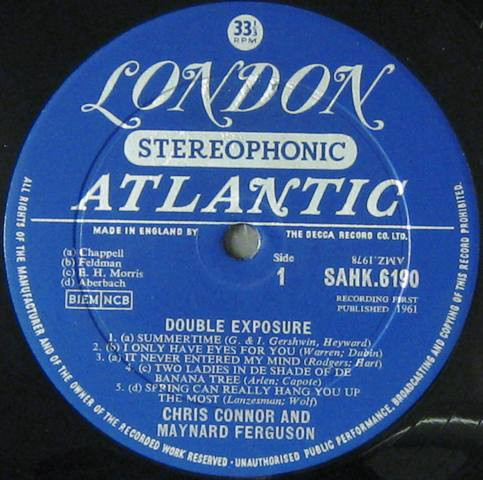 33 1/3
RPM
LONDON
STEREOPHONIC
ATLANTIC
MADE IN ENGLAND BY THE DECCA RECORD CO. LTD.
(a) Chappell
(b) Feldman
(c) E. H. Morris
(d) Aberbach
BIEM NCB
Side
1
AMZ.1978
SAHK.6190
RECORDING FIRST
PUBLISHED 1961
DOUBLE EXPOSURE
1. (a) SUMMERTIME (G. & I. Gershwin, Heyward)
2. (b) I ONLY HAVE EYES FOR YOU (Warren; Dubin)
3. (a) IT NEVER ENTERED MY MIND (Rodgers; Hart)
4. (c) TWO LADIES IN DE SHADE OF DE
BANANA TREE (Arlen; Capote)
5. (d) SPRING CAN REALLY HANG YOU UP
THE MOST (Lanzesman; Wolf)
CHRIS CONNOR AND
MAYNARD FERGUSON
ALL RIGHTS OF THE MANUFACTURER AND OF THE OWNER OF THE RECORDED WORK RESERVED · UNAUTHORISED PUBLIC PERFORMANCE, BROADCASTING AND COPYING OF THIS RECORD PROHIBITED.